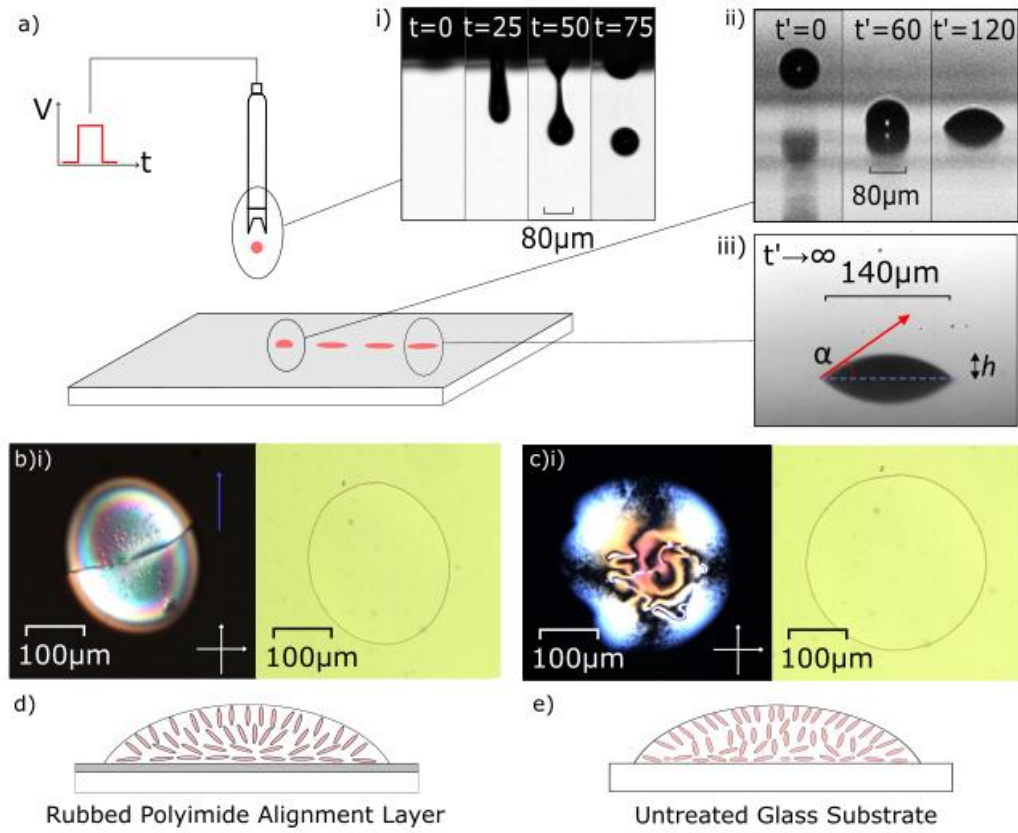 a)
V
t
i)
t=0 t=25 t=50 t=75
80μm
ii)
t'=0 t'=60 t'=120
80μm
iii)
t'→∞
140μm
α
h
b)i)
100μm
100μm
c)i)
100μm
100μm
d)
Rubbed Polyimide Alignment Layer
e)
Untreated Glass Substrate